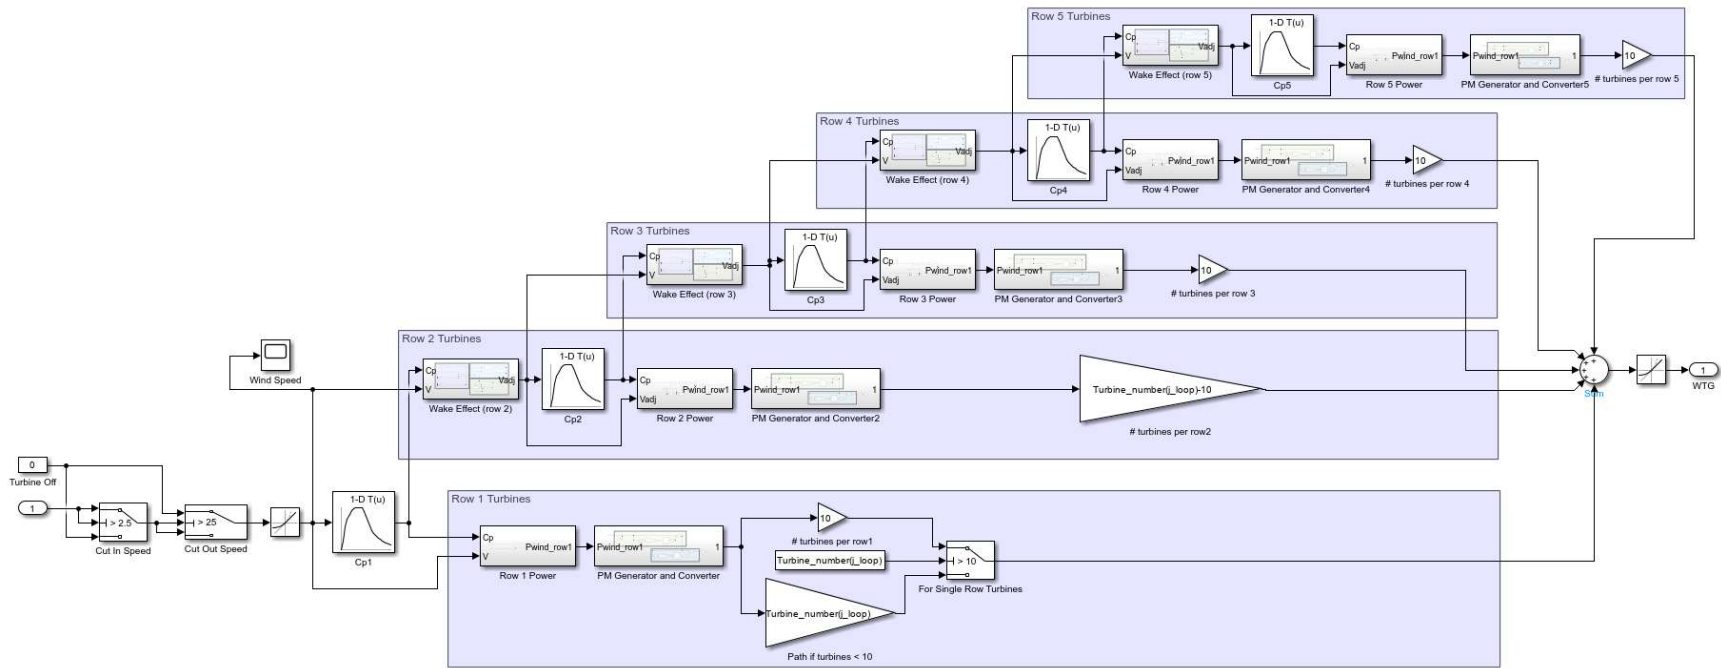 Row 5 Turbines
Cp
V
Vadj
Wake Effect (row 5)
1-D T(u)
Cp5
Cp
Vadj
Pwind_row1
Row 5 Power
Pwind_row1
1
PM Generator and Converter5
10
# turbines per row 5
Row 4 Turbines
Cp
V
Vadj
Wake Effect (row 4)
1-D T(u)
Cp4
Cp
Vadj
Pwind_row1
Row 4 Power
Pwind_row1
1
PM Generator and Converter4
10
# turbines per row 4
Row 3 Turbines
Cp
V
Vadj
Wake Effect (row 3)
1-D T(u)
Cp3
Cp
Vadj
Pwind_row1
Row 3 Power
Pwind_row1
1
PM Generator and Converter3
10
# turbines per row 3
Row 2 Turbines
Cp
V
Vadj
Wake Effect (row 2)
1-D T(u)
Cp2
Cp
Vadj
Pwind_row1
Row 2 Power
Pwind_row1
1
PM Generator and Converter2
Turbine_number(j_loop)-10
# turbines per row2
Wind Speed
Sum
1
WTG
0
Turbine Off
1
> 2.5
Cut In Speed
> 25
Cut Out Speed
1-D T(u)
Cp1
Row 1 Turbines
Cp
V
Pwind_row1
Row 1 Power
Pwind_row1
1
PM Generator and Converter
10
# turbines per row1
Turbine_number(j_loop)
> 10
For Single Row Turbines
Turbine_number(j_loop)
Path if turbines < 10